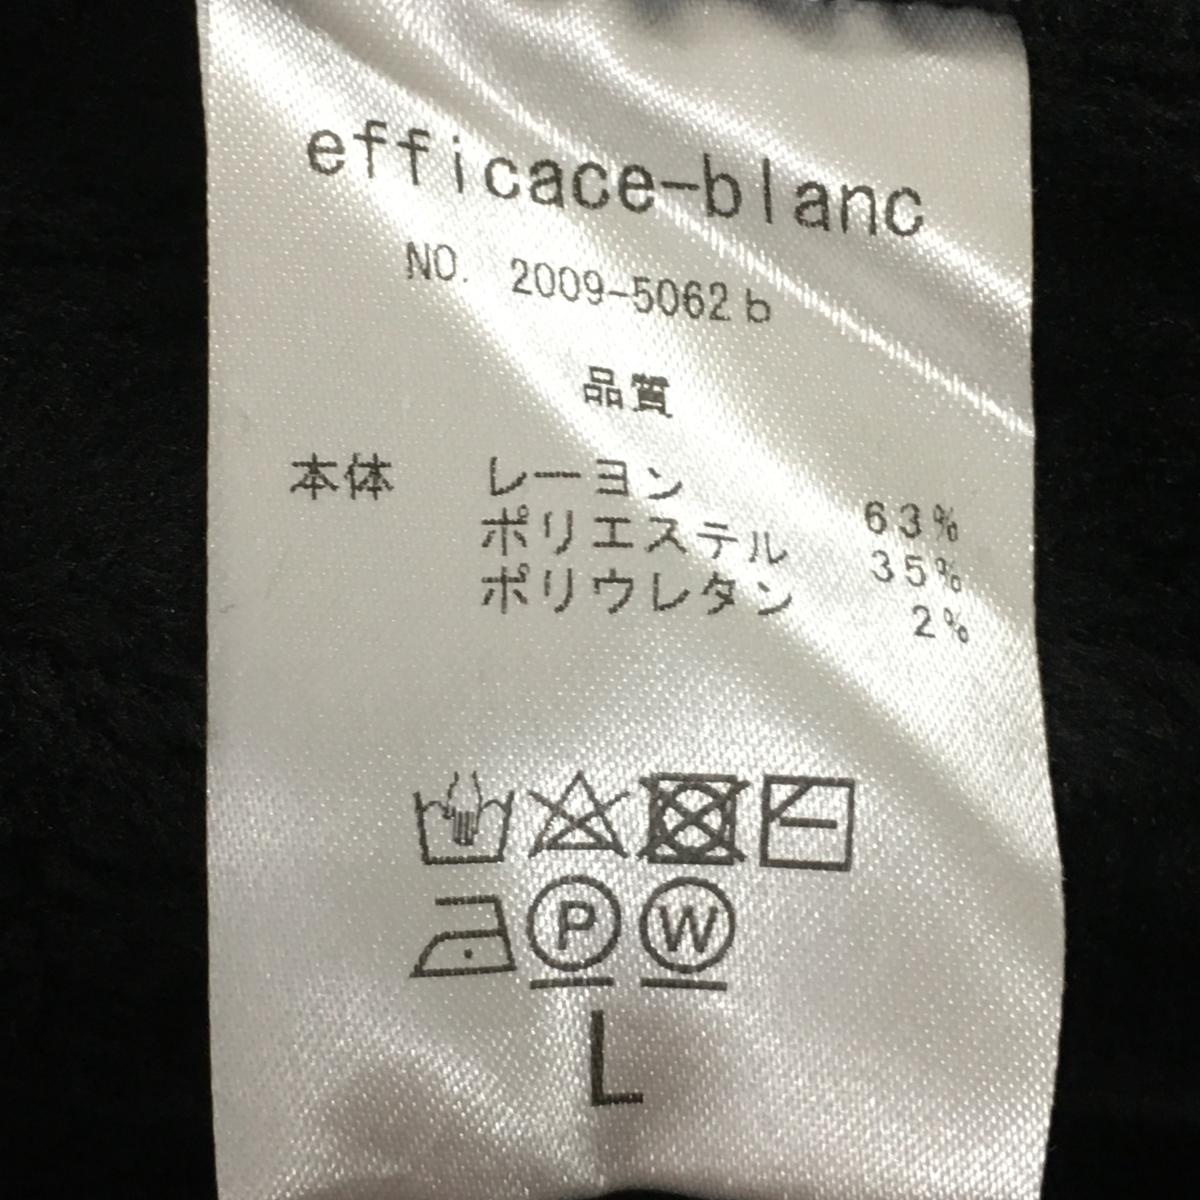 efficace-blanc
NO. 2009-5062b
品質
本体 レーヨン 63%
ポリエステル 35%
ポリウレタン 2%
P W
L